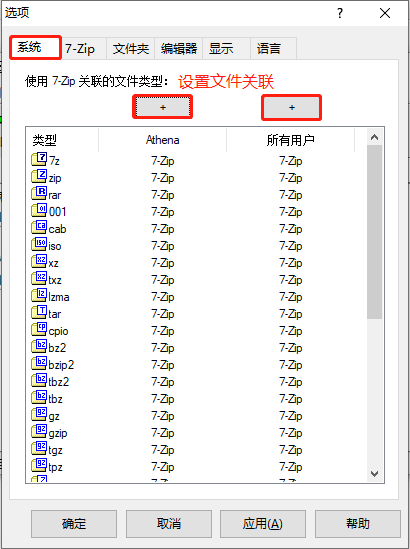 选项
系统 7-Zip 文件夹 编辑器 显示 语言
使用 7-Zip 关联的文件类型: 设置文件关联
+ +
类型 Athena 所有用户
7z 7-Zip 7-Zip
zip 7-Zip 7-Zip
rar 7-Zip 7-Zip
001 7-Zip 7-Zip
cab 7-Zip 7-Zip
iso 7-Zip 7-Zip
xz 7-Zip 7-Zip
txz 7-Zip 7-Zip
lzma 7-Zip 7-Zip
tar 7-Zip 7-Zip
cpio 7-Zip 7-Zip
bz2 7-Zip 7-Zip
bzip2 7-Zip 7-Zip
tbz2 7-Zip 7-Zip
tbz 7-Zip 7-Zip
gz 7-Zip 7-Zip
gzip 7-Zip 7-Zip
tgz 7-Zip 7-Zip
tpz 7-Zip 7-Zip
确定 取消 应用(A) 帮助